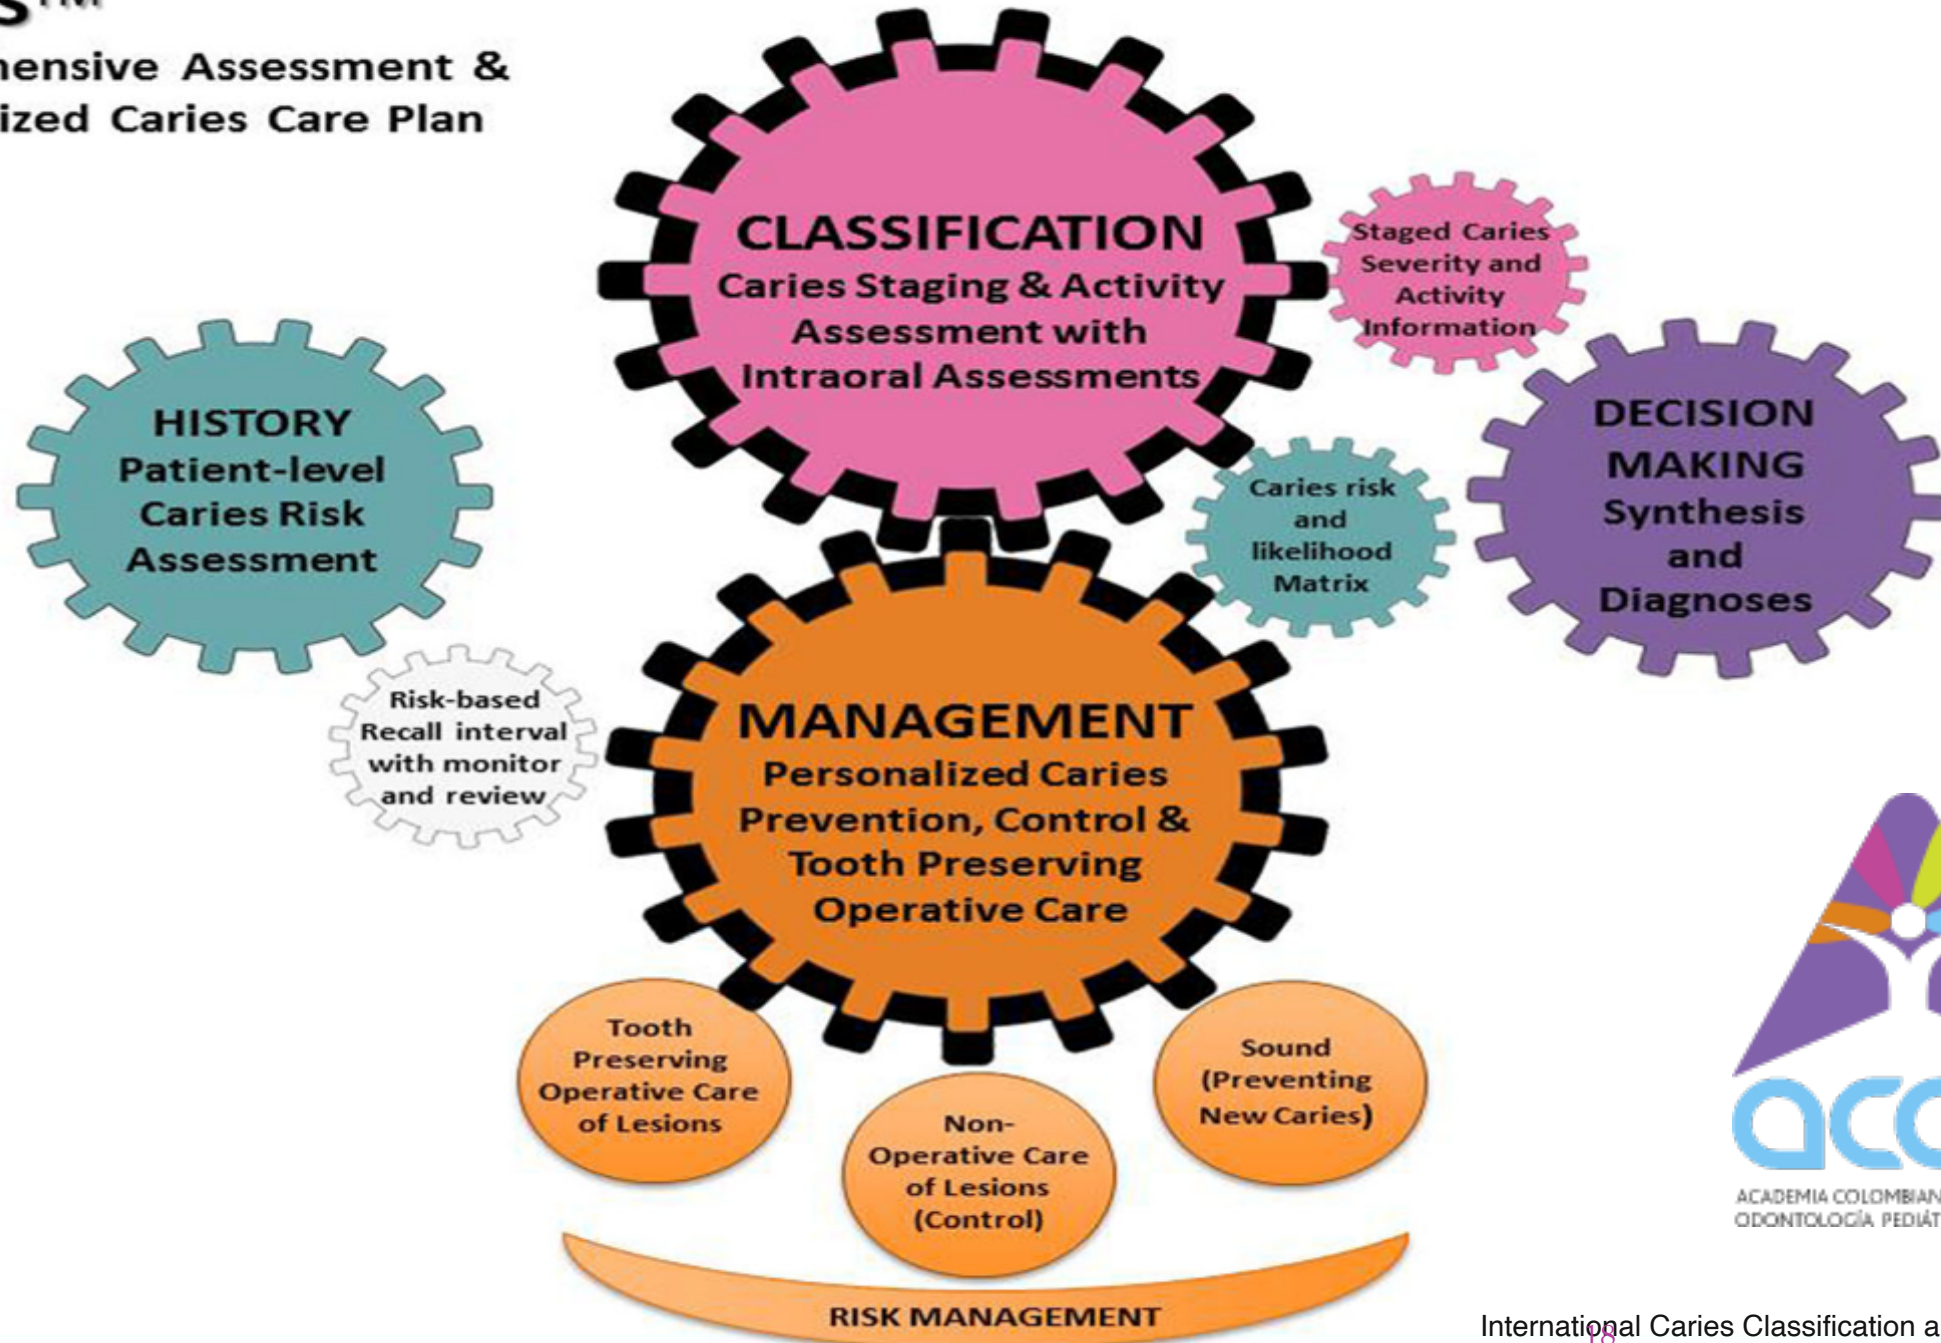 s™
hensive Assessment &
ized Caries Care Plan
CLASSIFICATION
Caries Staging & Activity
Assessment with
Intraoral Assessments
Staged Caries
Severity and
Activity
Information
HISTORY
Patient-level
Caries Risk
Assessment
DECISION
MAKING
Synthesis
and
Diagnoses
Caries risk
and
likelihood
Matrix
Risk-based
Recall interval
with monitor
and review
MANAGEMENT
Personalized Caries
Prevention, Control &
Tooth Preserving
Operative Care
Tooth
Preserving
Operative Care
of Lesions
Non-
Operative Care
of Lesions
(Control)
Sound
(Preventing
New Caries)
RISK MANAGEMENT
acc
ACADEMIA COLOMBIAN
ODONTOLOGÍA PEDIÁT
International Caries Classification a
18